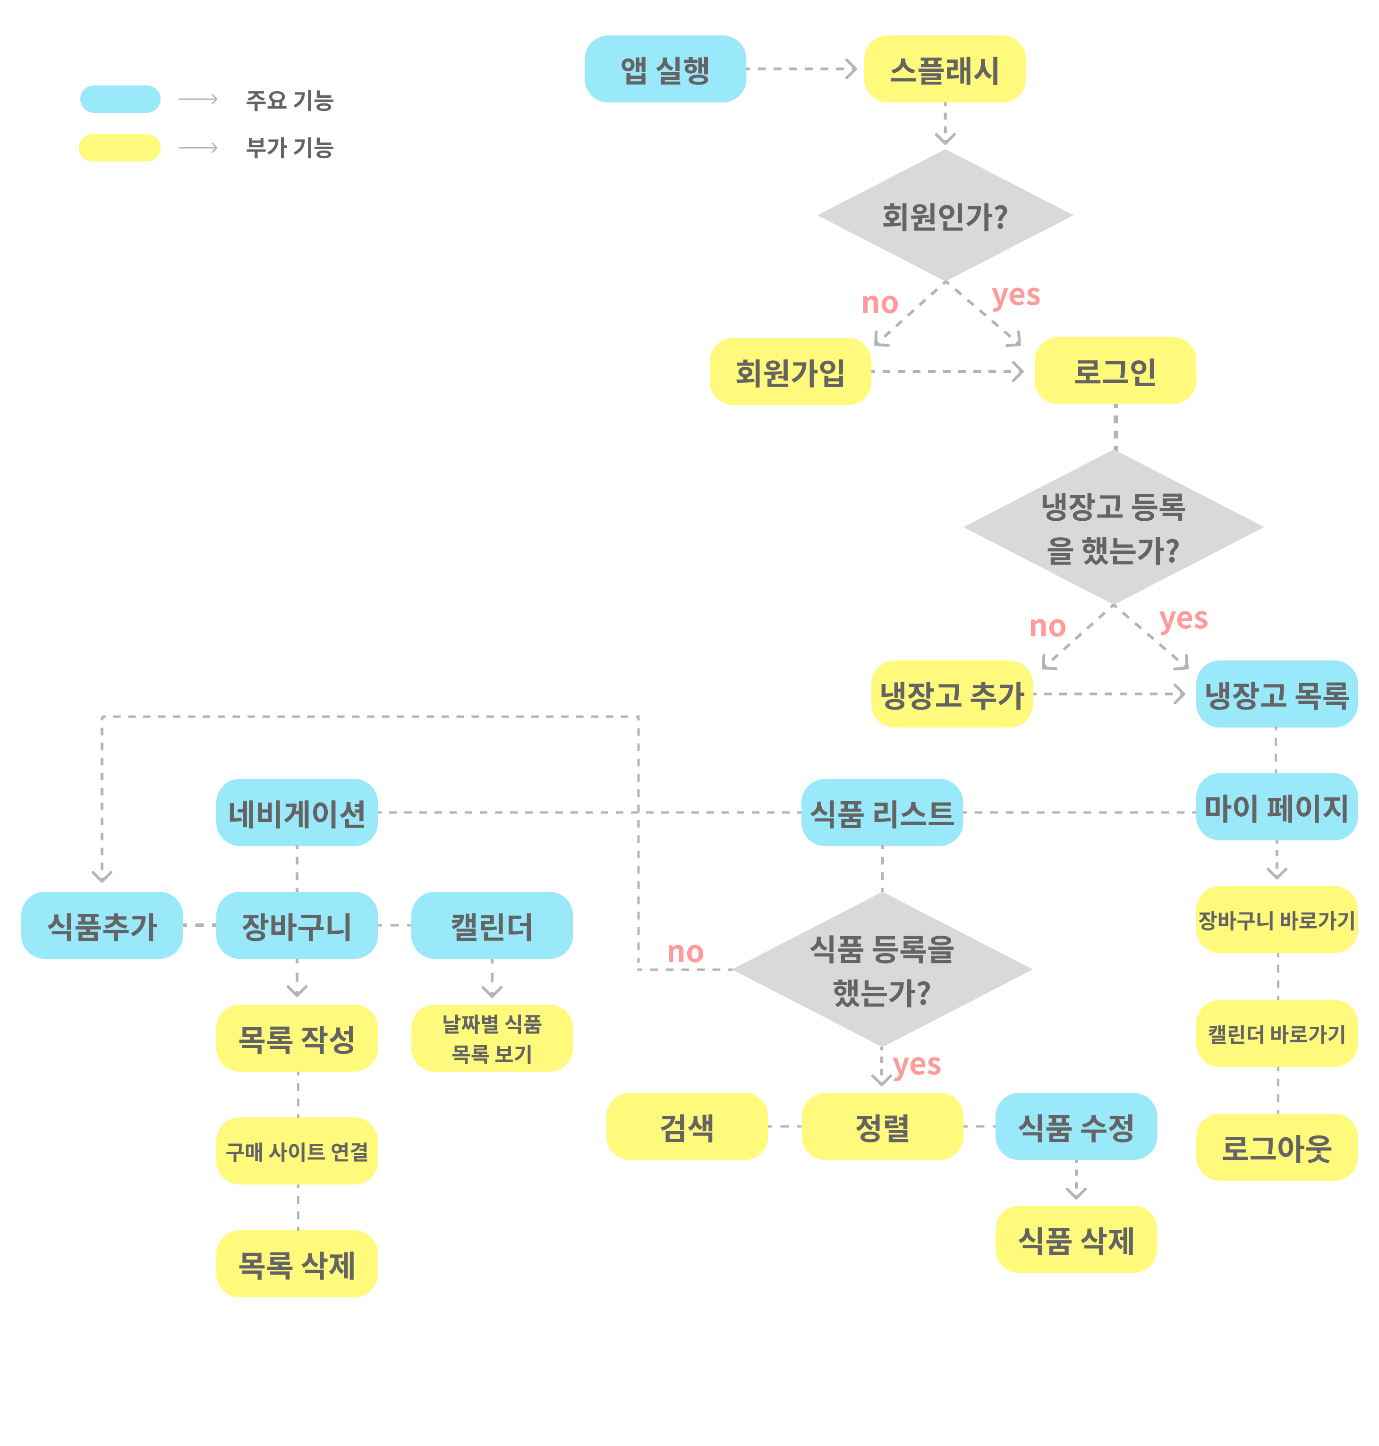 앱 실행
스플래시
주요 기능
부가 기능
회원인가?
no
yes
회원가입
로그인
냉장고 등록
을 했는가?
no
yes
냉장고 추가
냉장고 목록
네비게이션
식품 리스트
마이 페이지
식품추가
장바구니
캘린더
no
식품 등록을
했는가?
장바구니 바로가기
목록 작성
날짜별 식품
목록 보기
캘린더 바로가기
yes
검색
정렬
식품 수정
구매 사이트 연결
로그아웃
식품 삭제
목록 삭제